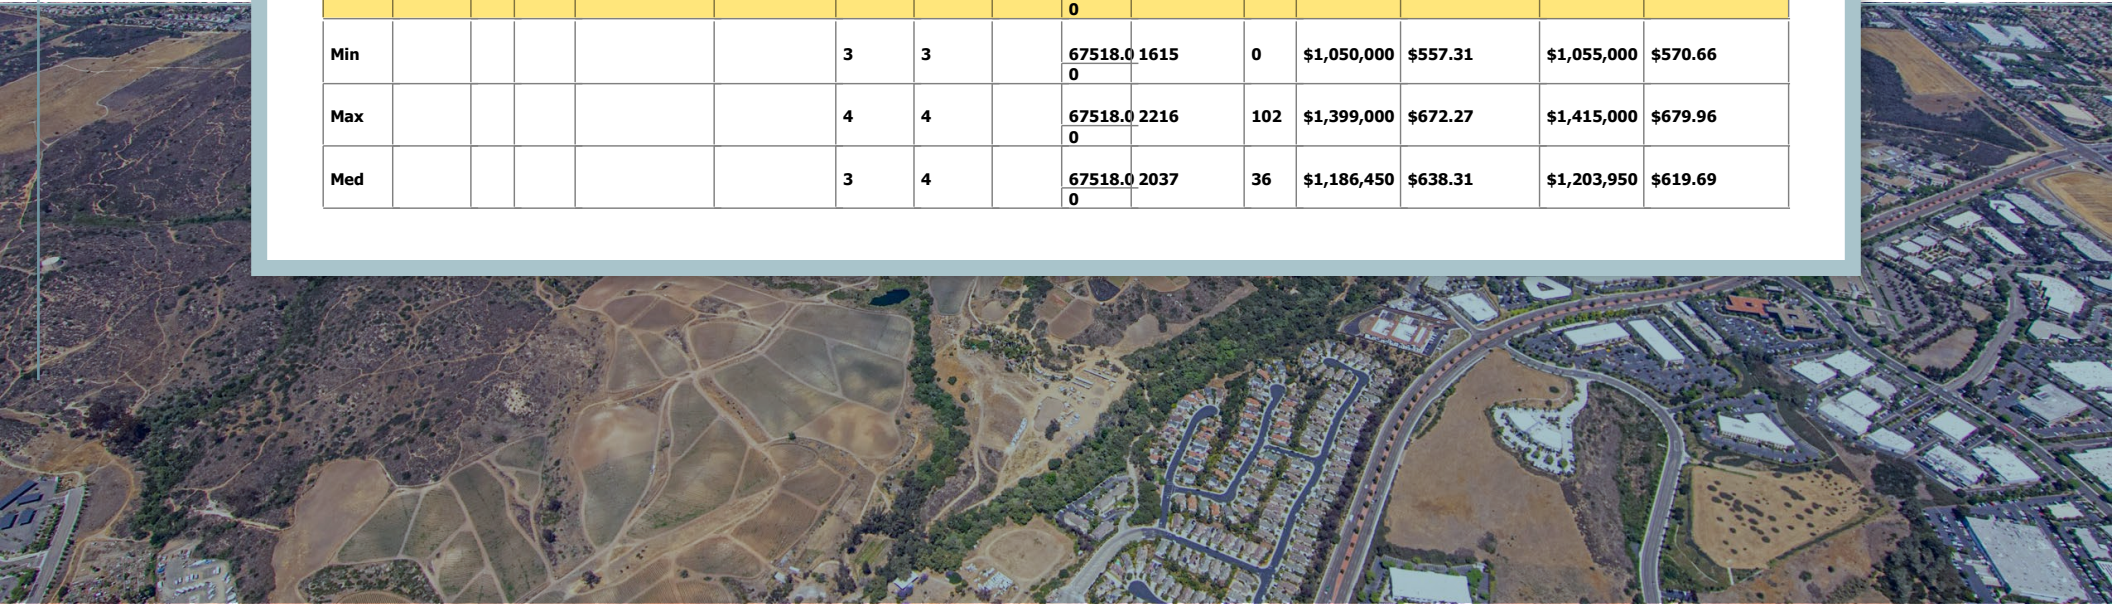 0
Min 3 3 67518.0 1615 0 $1,050,000 $557.31 $1,055,000 $570.66
0
Max 4 4 67518.0 2216 102 $1,399,000 $672.27 $1,415,000 $679.96
0
Med 3 4 67518.0 2037 36 $1,186,450 $638.31 $1,203,950 $619.69
0